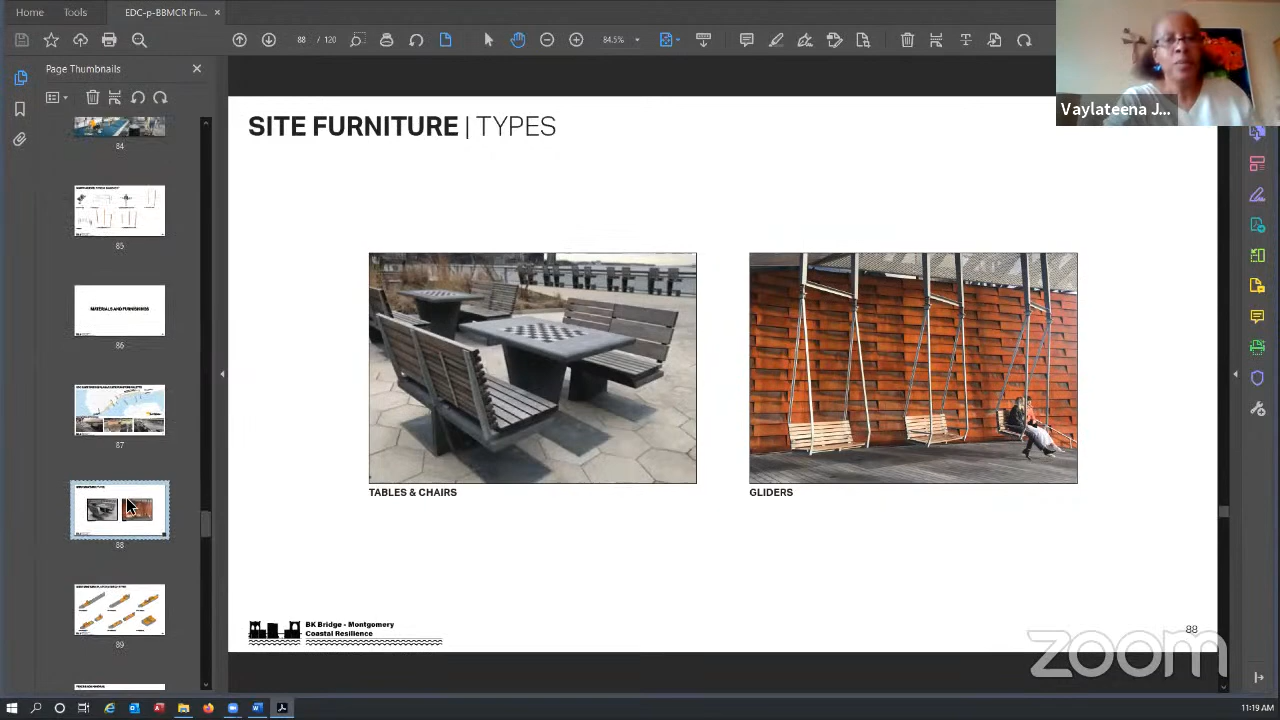 Home
Tools
EDC-p-BBMCR Fin...
88 / 120
84.5%
Page Thumbnails
Vaylateena J...
84
85
MATERIALS AND FURNISHINGS
86
87
88
89
SITE FURNITURE | TYPES
TABLES & CHAIRS
GLIDERS
BK Bridge - Montgomery
Coastal Resilience
88
zoom
11:19 AM